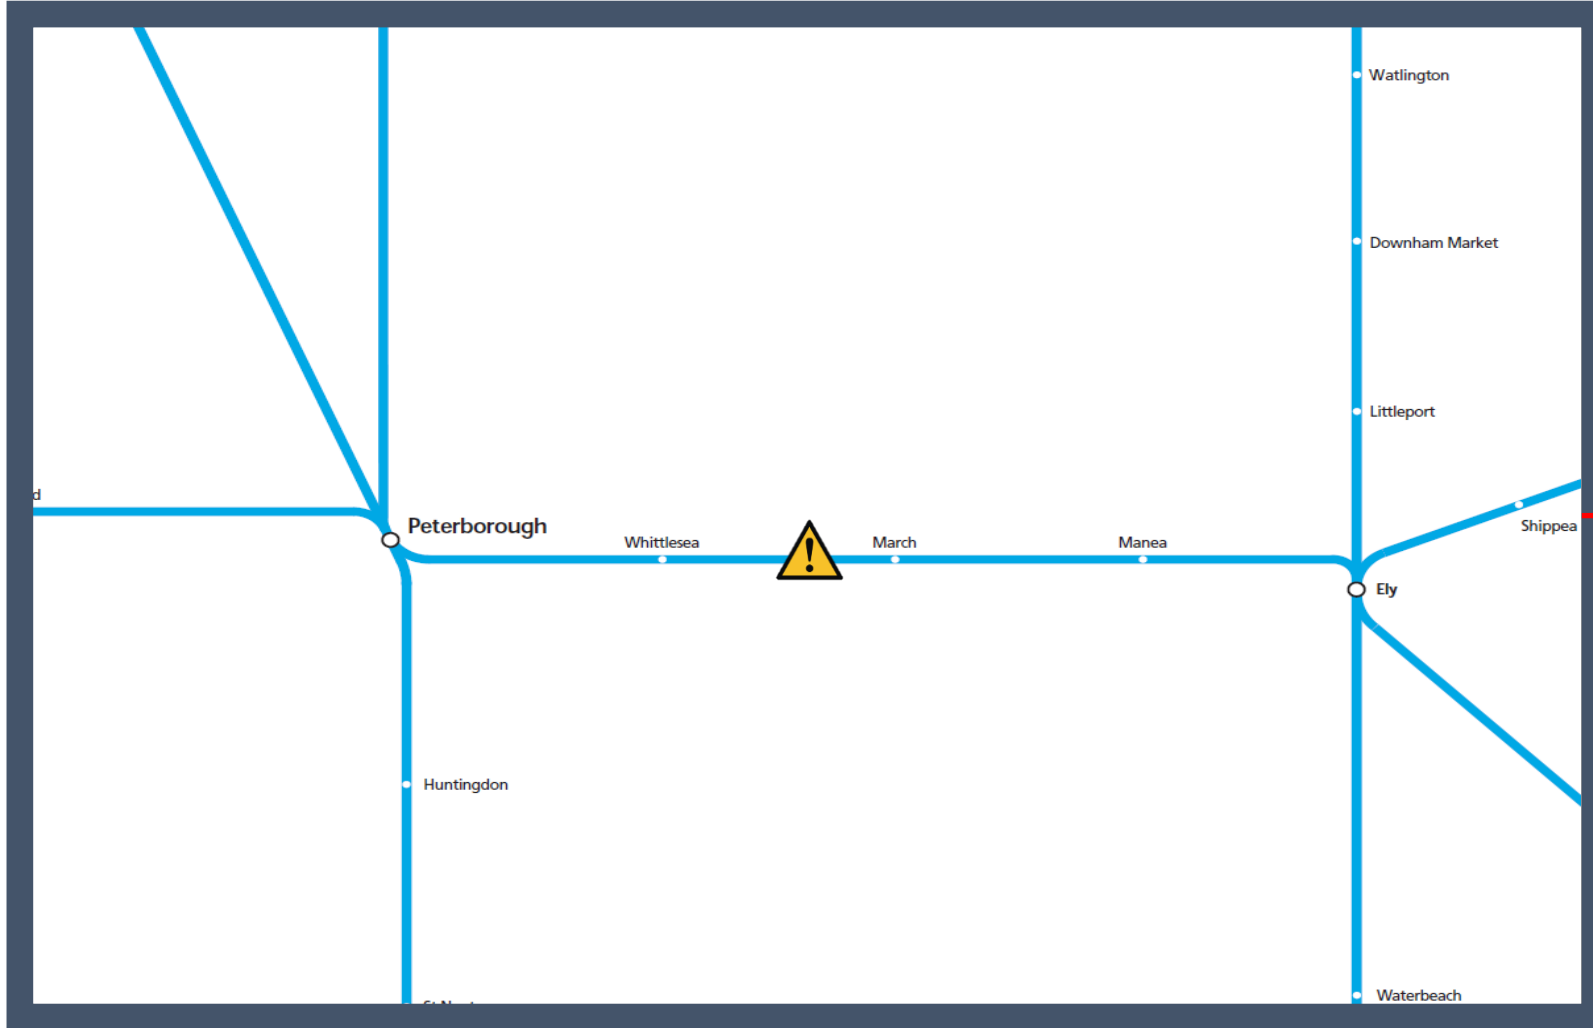 Watlington
Downham Market
Littleport
d
Peterborough
Shippea
Whittlesea
March
Manea
Ely
Huntingdon
Waterbeach